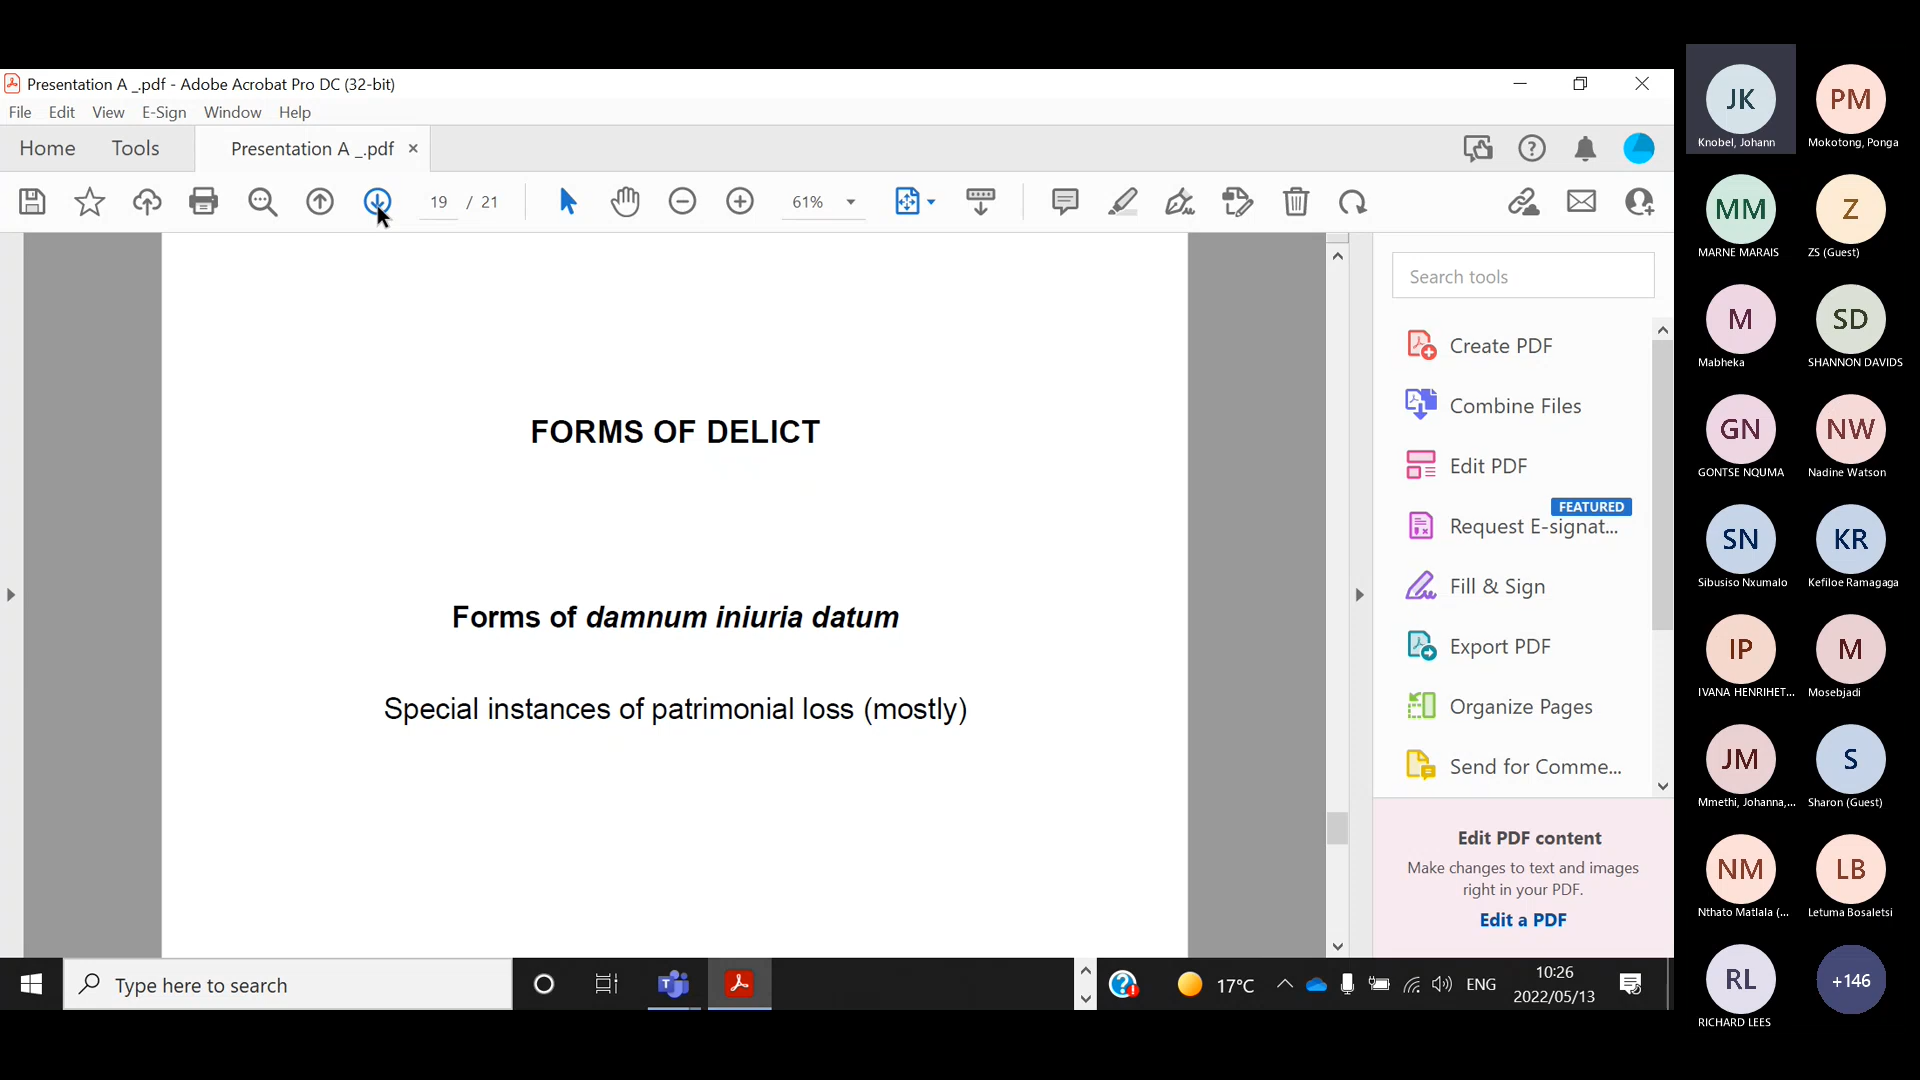 Presentation A _.pdf - Adobe Acrobat Pro DC (32-bit)
File Edit View E-Sign Window Help
Home Tools Presentation A _.pdf ×
19 / 21 61%
Search tools
FORMS OF DELICT
Forms of damnum iniuria datum
Special instances of patrimonial loss (mostly)
Create PDF
Combine Files
Edit PDF
FEATURED
Request E-signat...
Fill & Sign
Export PDF
Organize Pages
Send for Comme...
Edit PDF content
Make changes to text and images
right in your PDF.
Edit a PDF
Type here to search
17°C ENG
10:26
2022/05/13
JK PM
Knobel, Johann Mokotong, Ponga
MM Z
MARNE MARAIS ZS (Guest)
M SD
Mabheka SHANNON DAVIDS
GN NW
GONTSE NQUMA Nadine Watson
SN KR
Sibusiso Nxumalo Kefiloe Ramagaga
IP M
IVANA HENRIHET... Mosebjadi
JM S
Mmethi, Johanna,... Sharon (Guest)
NM LB
Nthato Matlala (... Letuma Bosaletsi
RL +146
RICHARD LEES